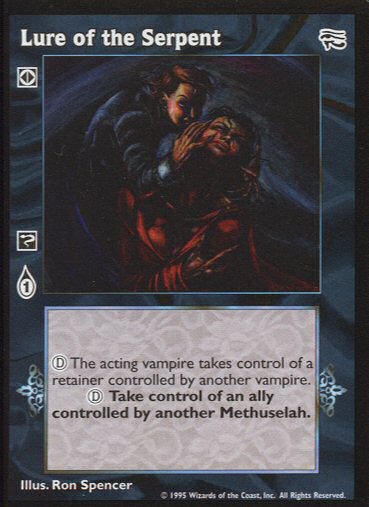 Lure of the Serpent
1
Ⓓ The acting vampire takes control of a
retainer controlled by another vampire.
Ⓓ Take control of an ally
controlled by another Methuselah.
Illus. Ron Spencer
© 1995 Wizards of the Coast, Inc. All Rights Reserved.